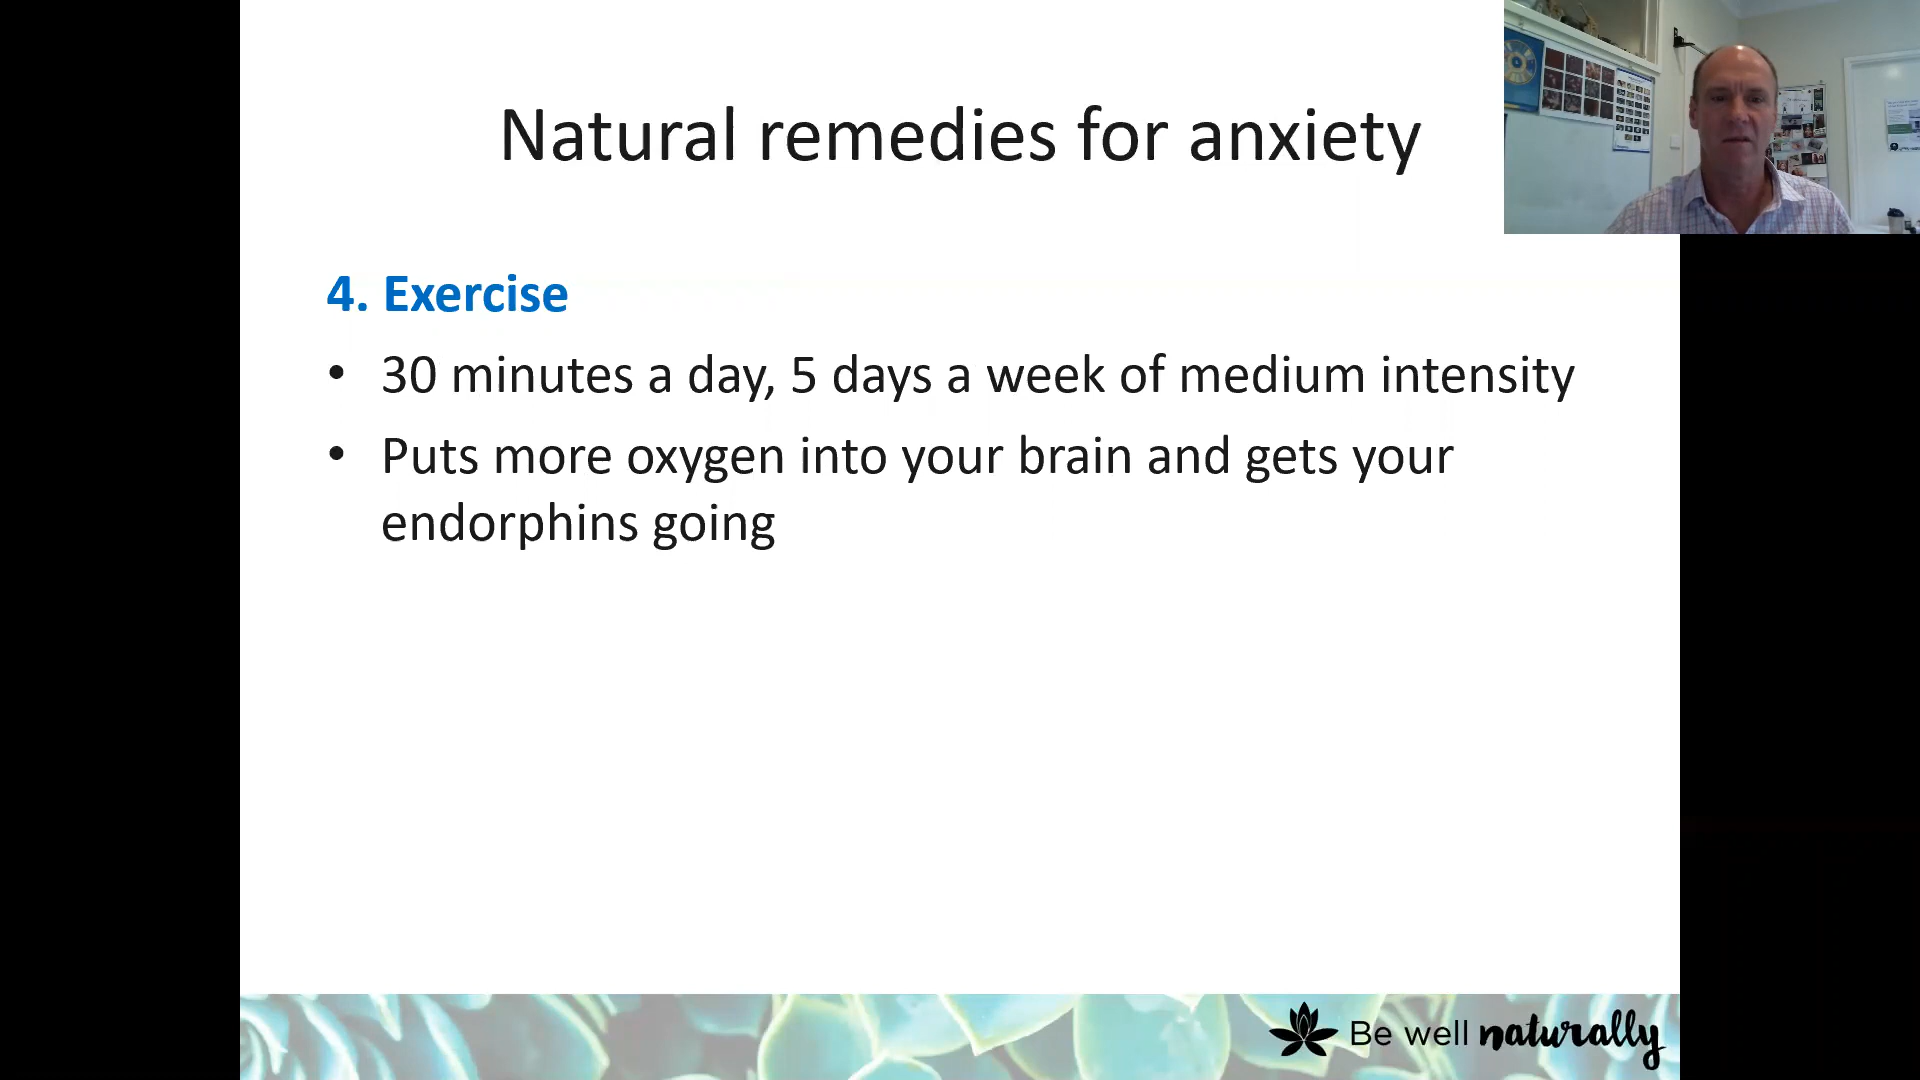 Natural remedies for anxiety
4. Exercise
• 30 minutes a day, 5 days a week of medium intensity
• Puts more oxygen into your brain and gets your
endorphins going
Be well naturally